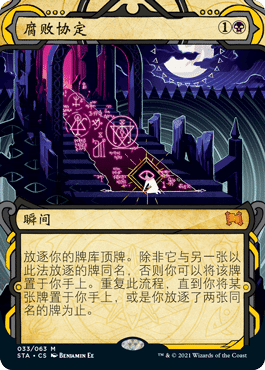 腐败协定 1
瞬间
放逐你的牌库顶牌。除非它与另一张以
此法放逐的牌同名，否则你可以将该牌
置于你手上。重复此流程，直到你将某
张牌置于你手上，或是你放逐了两张同
名的牌为止。
033/063 M
STA • CS BENJAMIN EE
™ & © 2021 Wizards of the Coast